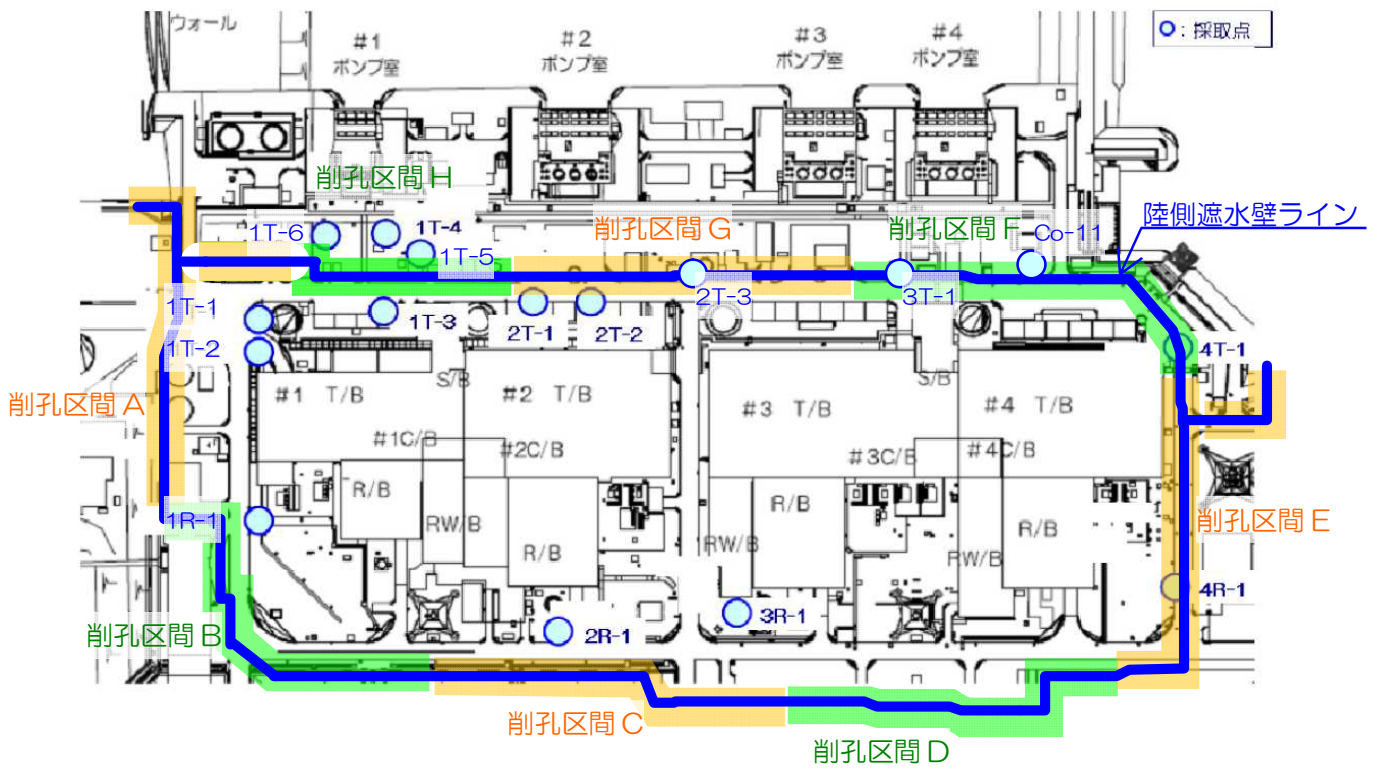 ウォール
#1
ポンプ室
#2
ポンプ室
#3
ポンプ室
#4
ポンプ室
○：採取点
削孔区間 H
1T-6
1T-4
1T-5
削孔区間 G
削孔区間 F
Co-11
陸側遮水壁ライン
2T-3
3T-1
1T-1
1T-3
2T-1
2T-2
1T-2
4T-1
削孔区間 A
#1 T/B
S/B
#2 T/B
#3 T/B
S/B
#4 T/B
#1C/B
#2C/B
#3C/B
#4C/B
R/B
R/B
1R-1
RW/B
R/B
RW/B
R/B
RW/B
削孔区間 E
4R-1
3R-1
2R-1
削孔区間 B
削孔区間 C
削孔区間 D